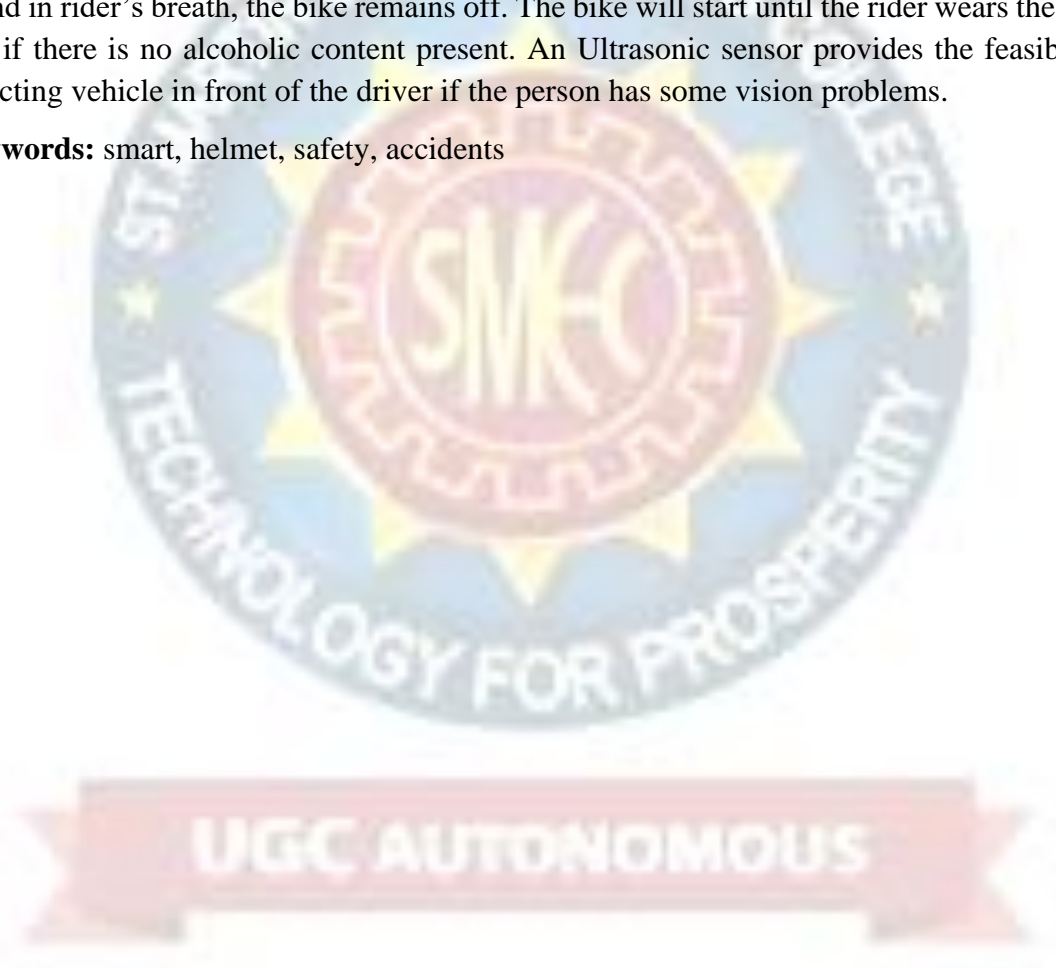 nd in rider’s breath, the bike remains off. The bike will start until the rider wears the
if there is no alcoholic content present. An Ultrasonic sensor provides the feasib
cting vehicle in front of the driver if the person has some vision problems.
words: smart, helmet, safety, accidents
SMEC
TECHNOLOGY FOR PROSPERITY
UGC AUTONOMOUS